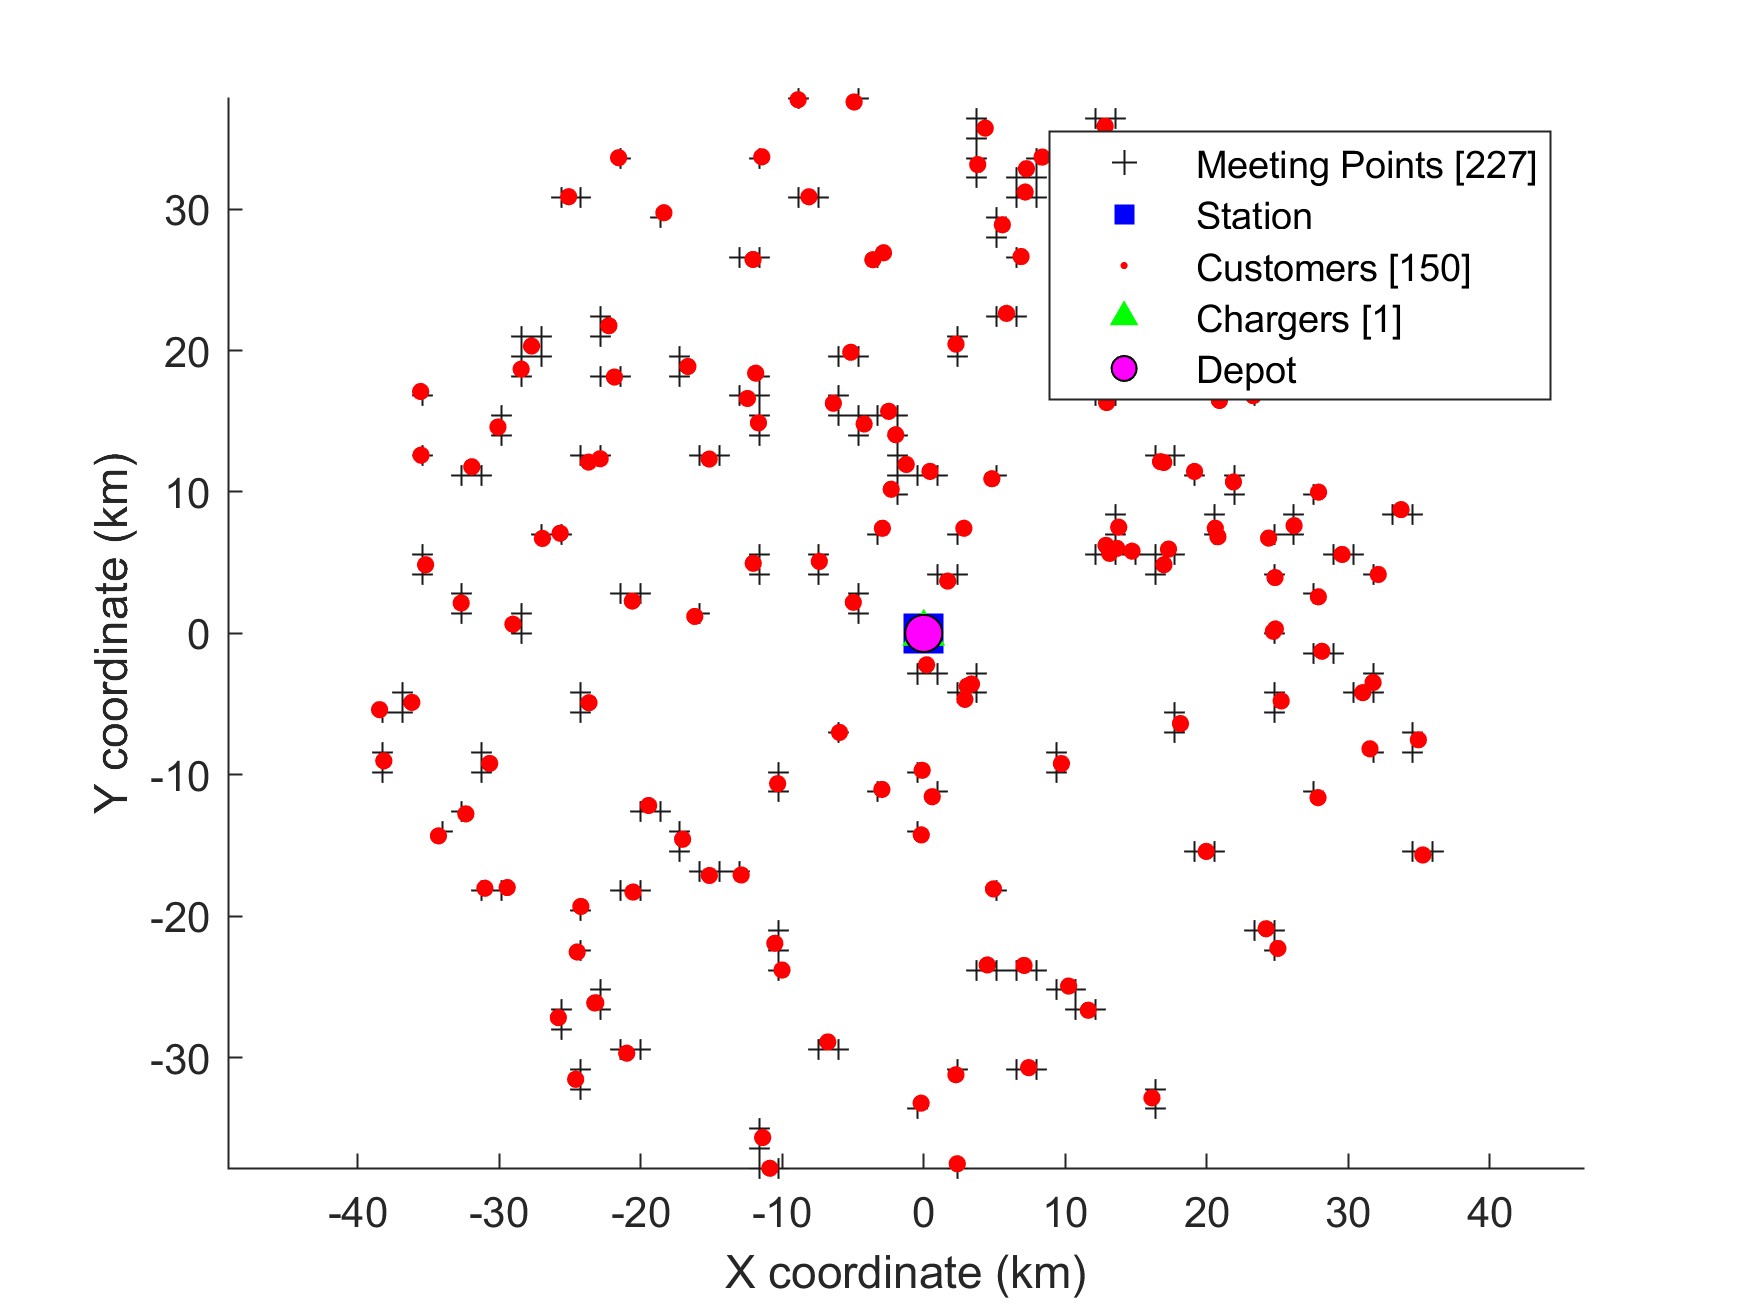 Meeting Points [227]
Station
Customers [150]
Chargers [1]
Depot
30
20
10
0
-10
-20
-30
Y coordinate (km)
-40 -30 -20 -10 0 10 20 30 40
X coordinate (km)